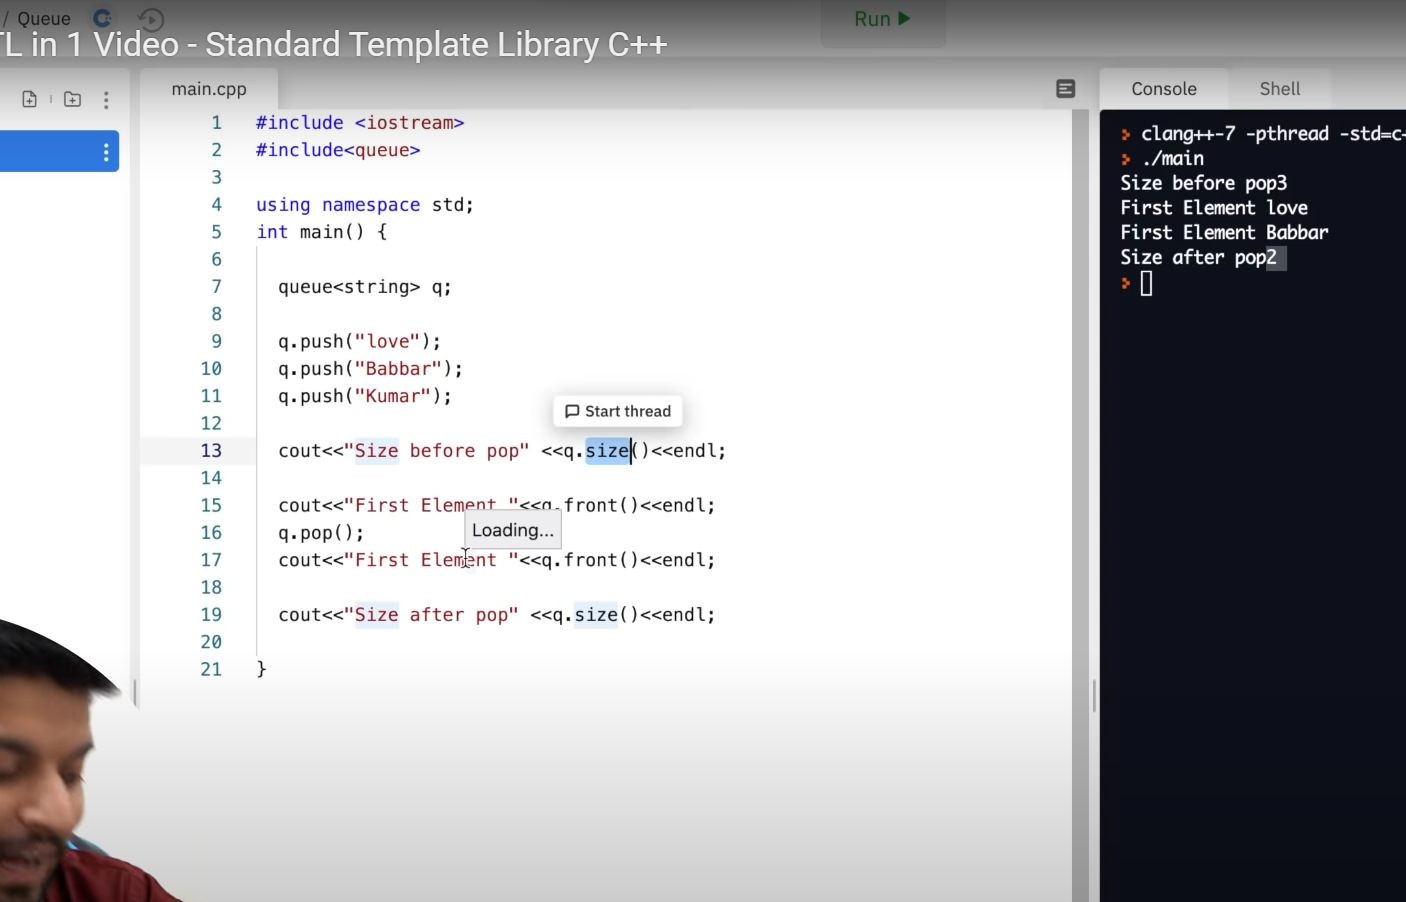 / Queue
Run
TL in 1 Video - Standard Template Library C++
main.cpp
Console
Shell
1 #include <iostream>
2 #include<queue>
3
4 using namespace std;
5 int main() {
6
7 queue<string> q;
8
9 q.push("love");
10 q.push("Babbar");
11 q.push("Kumar");
12
Start thread
13 cout<<"Size before pop" <<q.size()<<endl;
14
15 cout<<"First Element "<<q.front()<<endl;
16 q.pop();
Loading...
17 cout<<"First Element "<<q.front()<<endl;
18
19 cout<<"Size after pop" <<q.size()<<endl;
20
21 }
clang++-7 -pthread -std=c+
./main
Size before pop3
First Element love
First Element Babbar
Size after pop2